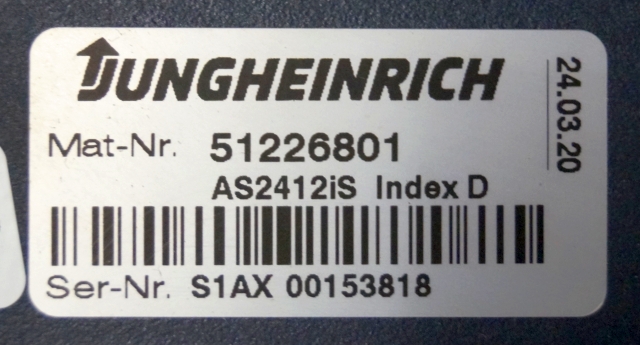 JUNGHEINRICH
24.03.20
Mat-Nr. 51226801
AS2412iS Index D
Ser-Nr. S1AX 00153818